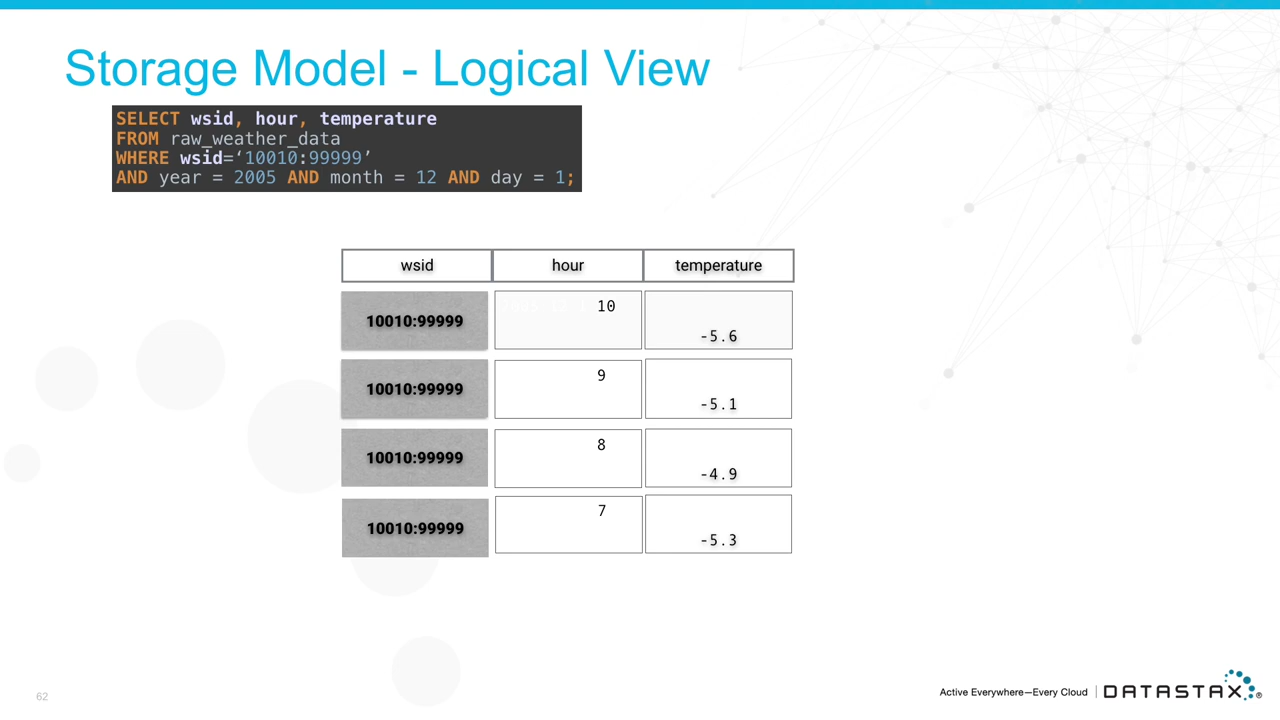 Storage Model - Logical View
SELECT wsid, hour, temperature
FROM raw_weather_data
WHERE wsid=‘10010:99999’
AND year = 2005 AND month = 12 AND day = 1;
wsid hour temperature
10010:99999 10 -5.6
10010:99999 9 -5.1
10010:99999 8 -4.9
10010:99999 7 -5.3
62
Active Everywhere—Every Cloud | DATASTAX®